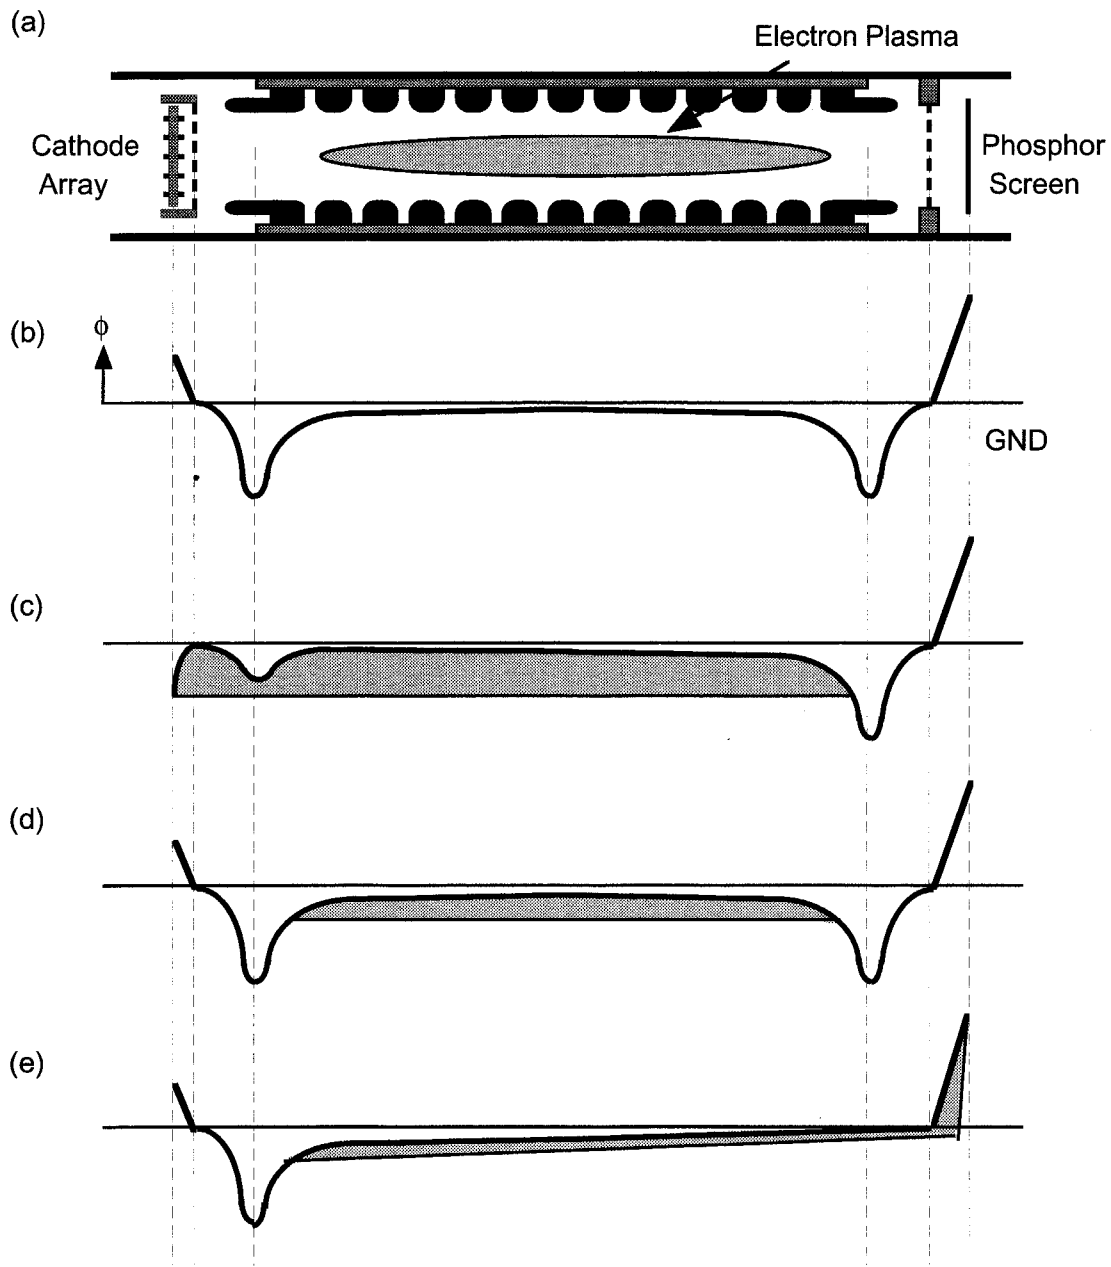 (a)
Electron Plasma
Cathode
Array
Phosphor
Screen
(b)
ϕ
GND
(c)
(d)
(e)